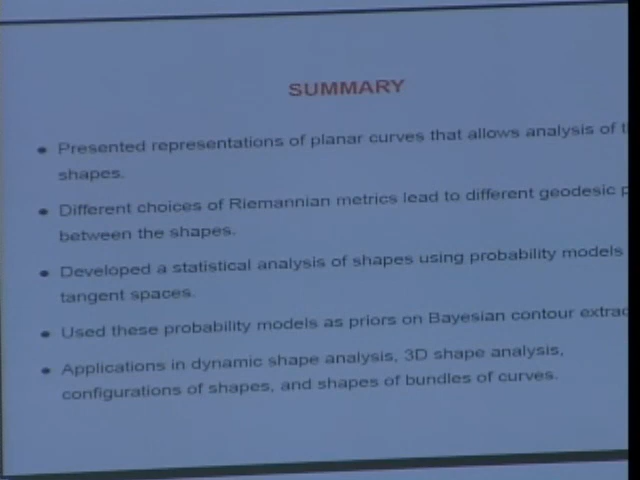 SUMMARY
• Presented representations of planar curves that allows analysis of
shapes.
• Different choices of Riemannian metrics lead to different geodesic
between the shapes.
• Developed a statistical analysis of shapes using probability models
tangent spaces.
• Used these probability models as priors on Bayesian contour
• Applications in dynamic shape analysis, 3D shape analysis,
configurations of shapes, and shapes of bundles of curves.